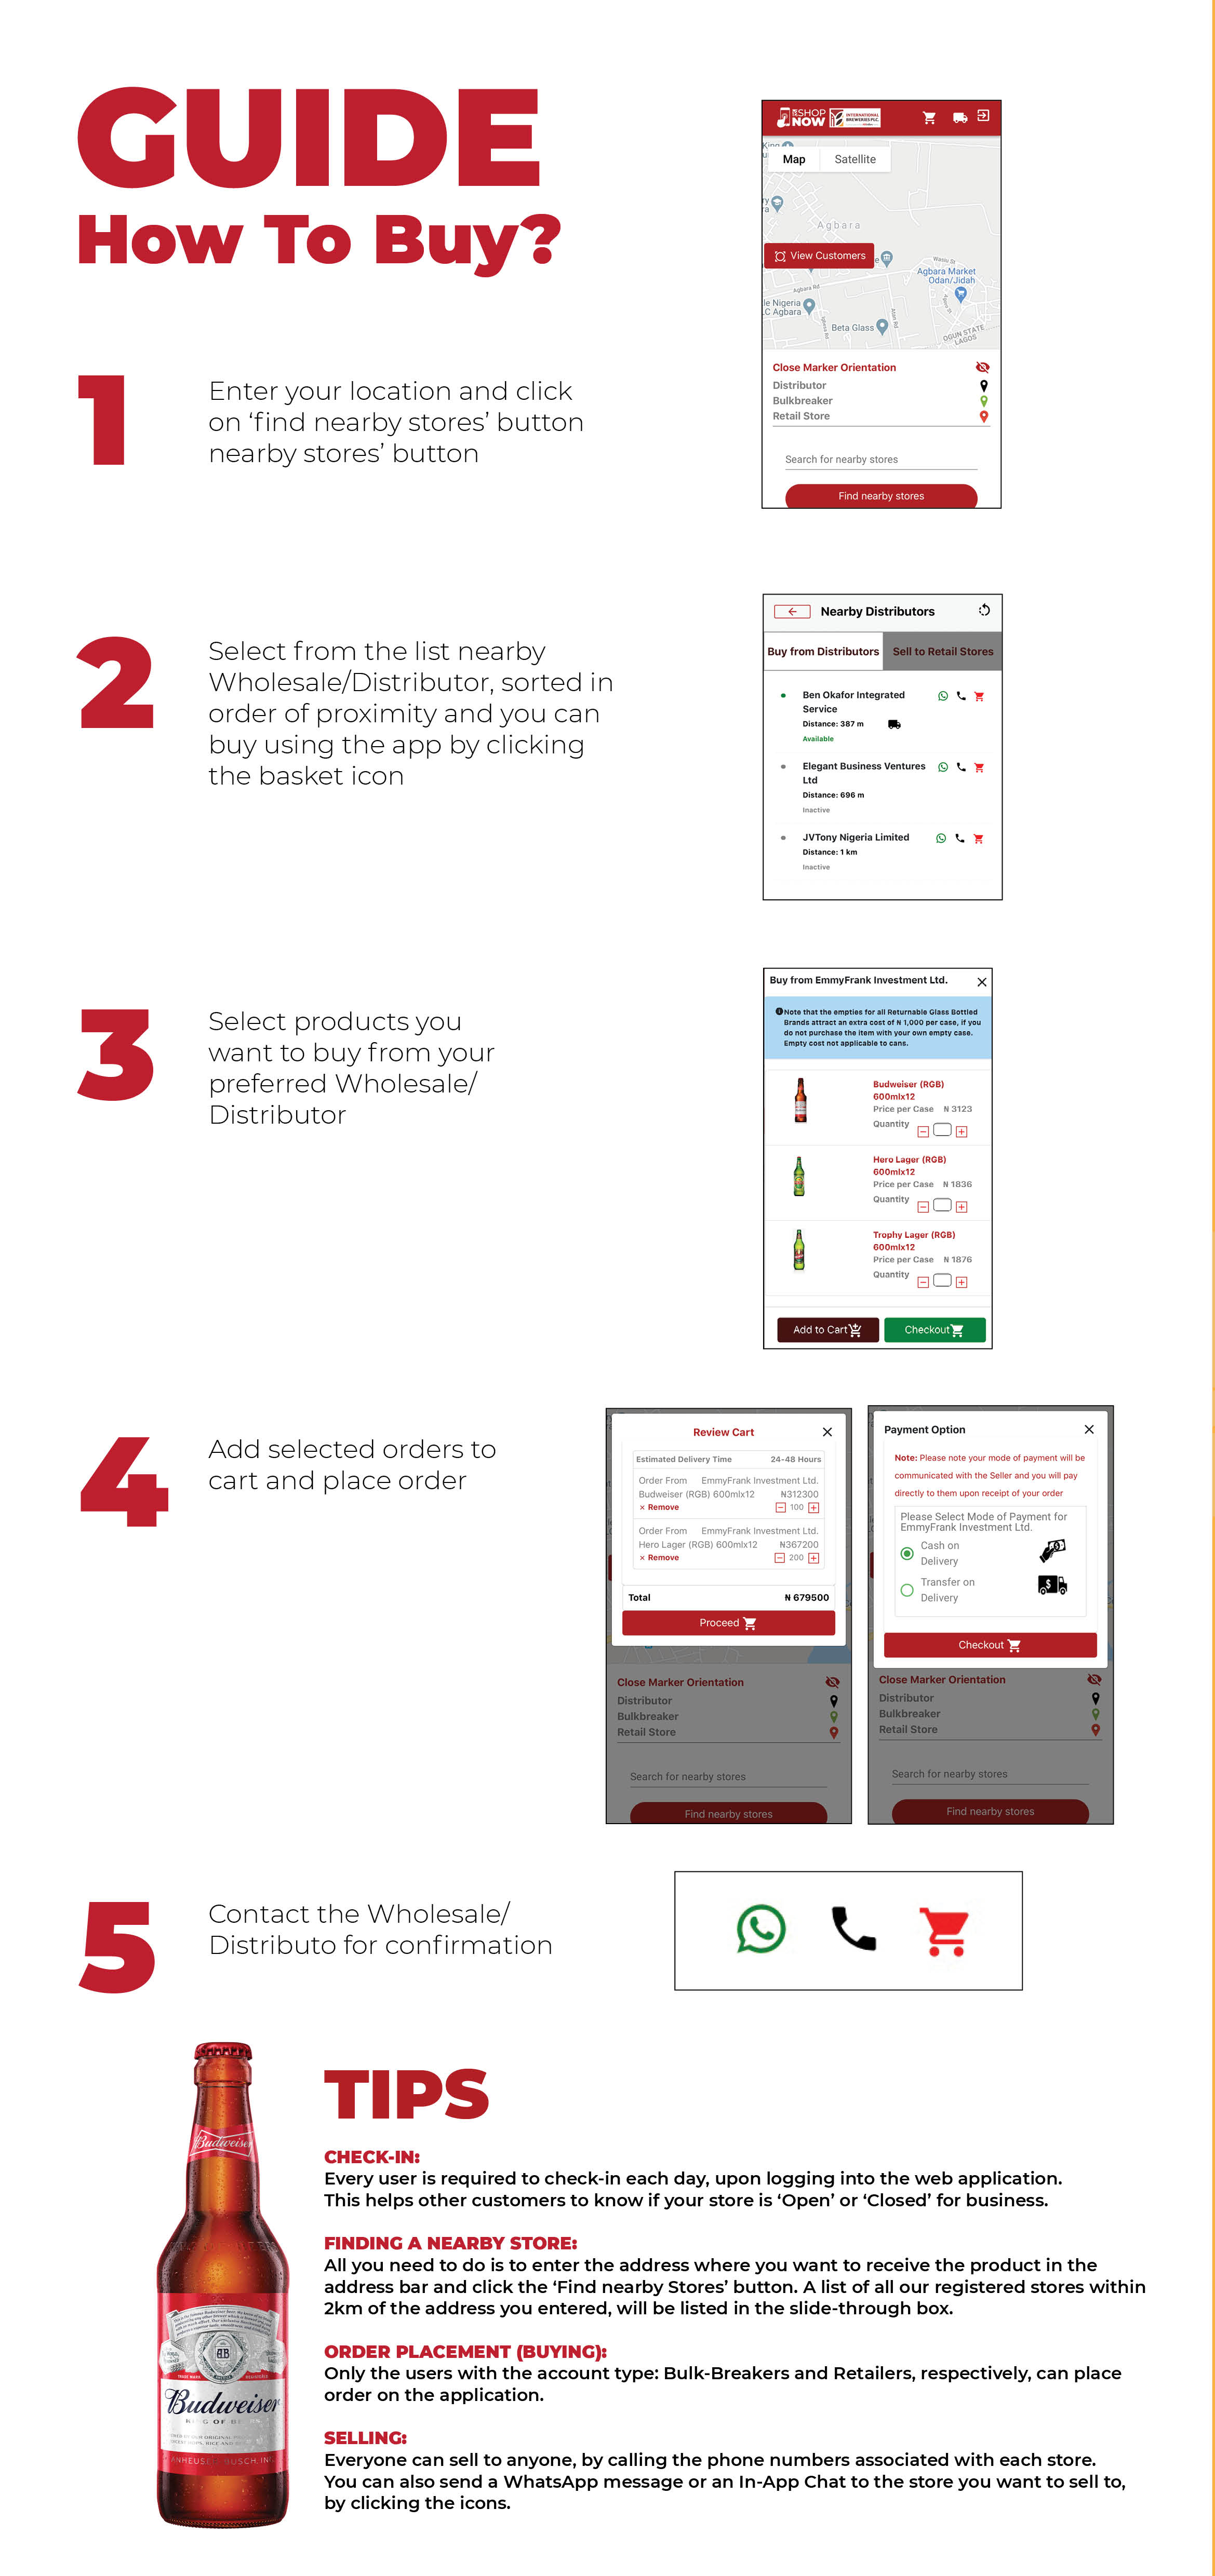 GUIDE
How To Buy?
SHOP
NOW
INTERNATIONAL
BREWERIES PLC.
Map
Satellite
Agbara
View Customers
Wasiu St
Agbara Market
Odan/Jidah
Agbara Rd
le Nigeria
LC Agbara
Beta Glass
OGUN STATE
LAGOS
Close Marker Orientation
Distributor
Bulkbreaker
Retail Store
Search for nearby stores
Find nearby stores
1
Enter your location and click
on ‘find nearby stores’ button
nearby stores’ button
2
Select from the list nearby
Wholesale/Distributor, sorted in
order of proximity and you can
buy using the app by clicking
the basket icon
Nearby Distributors
Buy from Distributors
Sell to Retail Stores
Ben Okafor Integrated
Service
Distance: 387 m
Available
Elegant Business Ventures
Ltd
Distance: 696 m
Inactive
JVTony Nigeria Limited
Distance: 1 km
Inactive
3
Select products you
want to buy from your
preferred Wholesale/
Distributor
Buy from EmmyFrank Investment Ltd.
Note that the empties for all Returnable Glass Bottled
Brands attract an extra cost of ₦ 1,000 per case, if you
do not purchase the item with your own empty case.
Empty cost not applicable to cans.
Budweiser (RGB)
600mlx12
Price per Case ₦ 3123
Quantity
Hero Lager (RGB)
600mlx12
Price per Case ₦ 1836
Quantity
Trophy Lager (RGB)
600mlx12
Price per Case ₦ 1876
Quantity
Add to Cart
Checkout
4
Add selected orders to
cart and place order
Review Cart
Estimated Delivery Time 24-48 Hours
Order From EmmyFrank Investment Ltd.
Budweiser (RGB) 600mlx12 ₦312300
× Remove 100
Order From EmmyFrank Investment Ltd.
Hero Lager (RGB) 600mlx12 ₦367200
× Remove 200
Total ₦ 679500
Proceed
Close Marker Orientation
Distributor
Bulkbreaker
Retail Store
Search for nearby stores
Find nearby stores
Payment Option
Note: Please note your mode of payment will be
communicated with the Seller and you will pay
directly to them upon receipt of your order
Please Select Mode of Payment for
EmmyFrank Investment Ltd.
Cash on
Delivery
Transfer on
Delivery
Checkout
Close Marker Orientation
Distributor
Bulkbreaker
Retail Store
Search for nearby stores
Find nearby stores
5
Contact the Wholesale/
Distributo for confirmation
Budweiser
Budweiser
KING OF BE
TIPS
CHECK-IN:
Every user is required to check-in each day, upon logging into the web application.
This helps other customers to know if your store is ‘Open’ or ‘Closed’ for business.
FINDING A NEARBY STORE:
All you need to do is to enter the address where you want to receive the product in the
address bar and click the ‘Find nearby Stores’ button. A list of all our registered stores within
2km of the address you entered, will be listed in the slide-through box.
ORDER PLACEMENT (BUYING):
Only the users with the account type: Bulk-Breakers and Retailers, respectively, can place
order on the application.
SELLING:
Everyone can sell to anyone, by calling the phone numbers associated with each store.
You can also send a WhatsApp message or an In-App Chat to the store you want to sell to,
by clicking the icons.